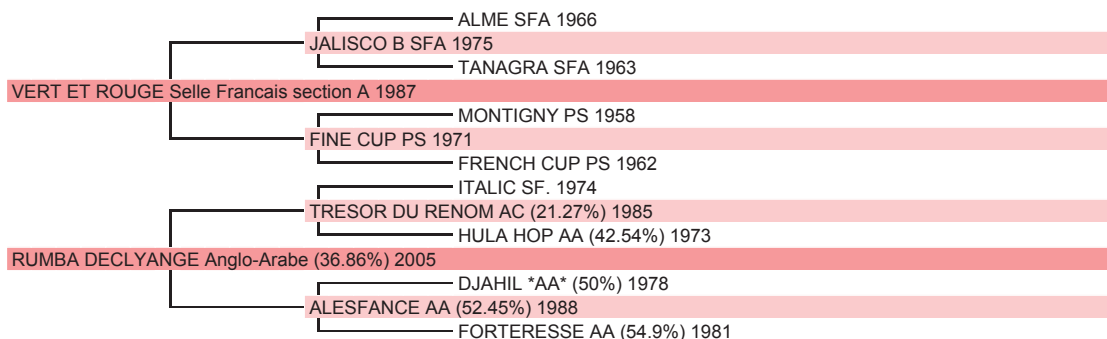 ALME SFA 1966
JALISCO B SFA 1975
TANAGRA SFA 1963
VERT ET ROUGE Selle Francais section A 1987
MONTIGNY PS 1958
FINE CUP PS 1971
FRENCH CUP PS 1962
ITALIC SF. 1974
TRESOR DU RENOM AC (21.27%) 1985
HULA HOP AA (42.54%) 1973
RUMBA DECLYANGE Anglo-Arabe (36.86%) 2005
DJAHIL *AA* (50%) 1978
ALESFANCE AA (52.45%) 1988
FORTERESSE AA (54.9%) 1981